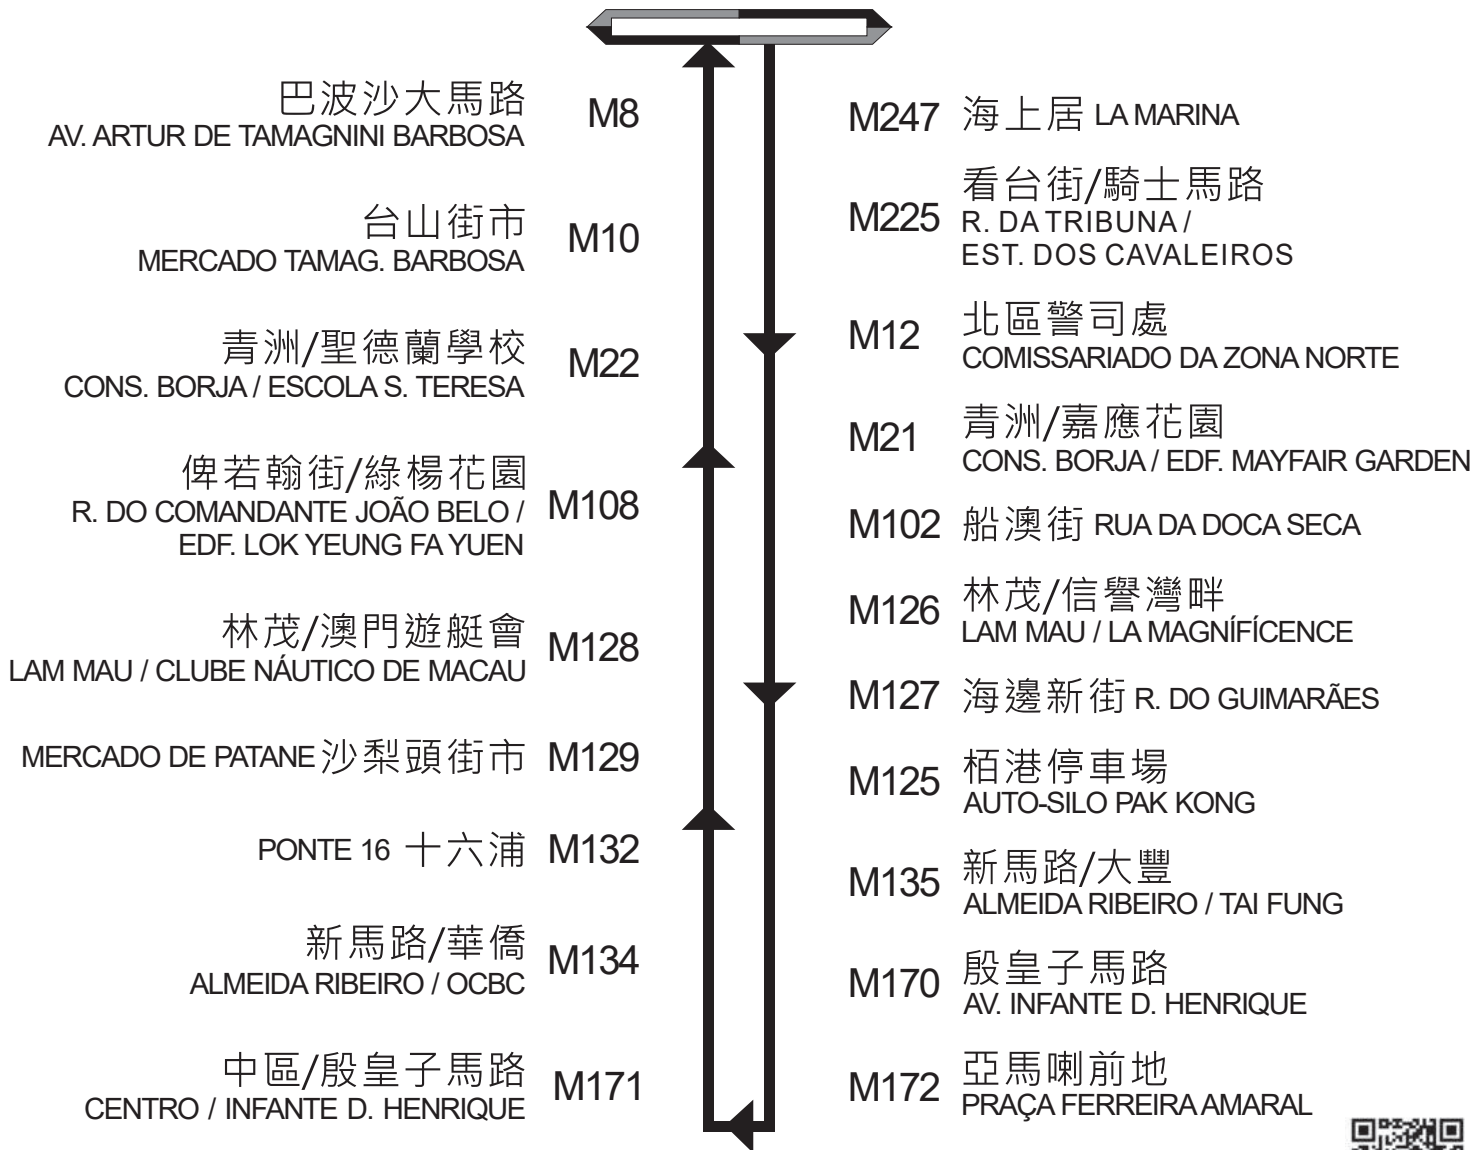 巴波沙大馬路
AV. ARTUR DE TAMAGNINI BARBOSA
M8
台山街市
MERCADO TAMAG. BARBOSA
M10
青洲/聖德蘭學校
CONS. BORJA / ESCOLA S. TERESA
M22
俾若翰街/綠楊花園
R. DO COMANDANTE JOÃO BELO /
EDF. LOK YEUNG FA YUEN
M108
林茂/澳門遊艇會
LAM MAU / CLUBE NÁUTICO DE MACAU
M128
MERCADO DE PATANE 沙梨頭街市 M129
PONTE 16 十六浦 M132
新馬路/華僑
ALMEIDA RIBEIRO / OCBC
M134
中區/殷皇子馬路
CENTRO / INFANTE D. HENRIQUE
M171
M247 海上居 LA MARINA
M225
看台街/騎士馬路
R. DA TRIBUNA /
EST. DOS CAVALEIROS
M12
北區警司處
COMISSARIADO DA ZONA NORTE
M21
青洲/嘉應花園
CONS. BORJA / EDF. MAYFAIR GARDEN
M102 船澳街 RUA DA DOCA SECA
M126
林茂/信譽灣畔
LAM MAU / LA MAGNÍFÍCENCE
M127 海邊新街 R. DO GUIMARÃES
M125
栢港停車場
AUTO-SILO PAK KONG
M135
新馬路/大豐
ALMEIDA RIBEIRO / TAI FUNG
M170
殷皇子馬路
AV. INFANTE D. HENRIQUE
M172
亞馬喇前地
PRAÇA FERREIRA AMARAL